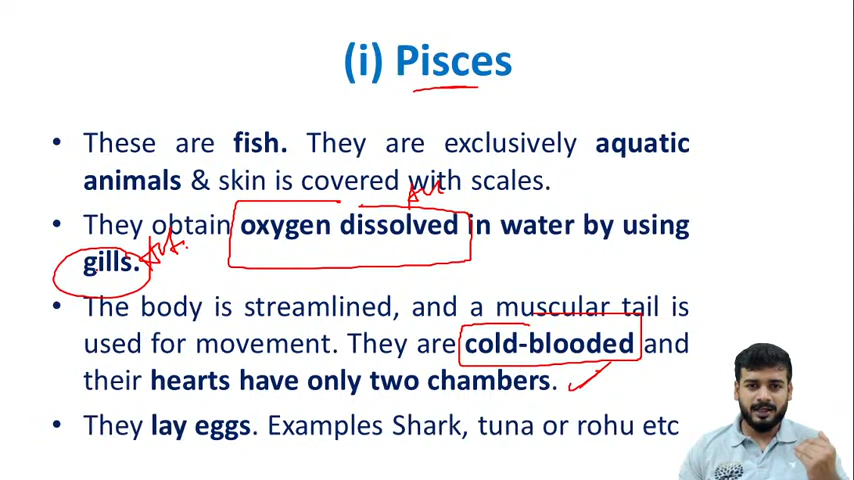 (i) Pisces
• These are fish. They are exclusively aquatic
animals & skin is covered with scales.
• They obtain oxygen dissolved in water by using
gills.
• The body is streamlined, and a muscular tail is
used for movement. They are cold-blooded and
their hearts have only two chambers.
• They lay eggs. Examples Shark, tuna or rohu etc